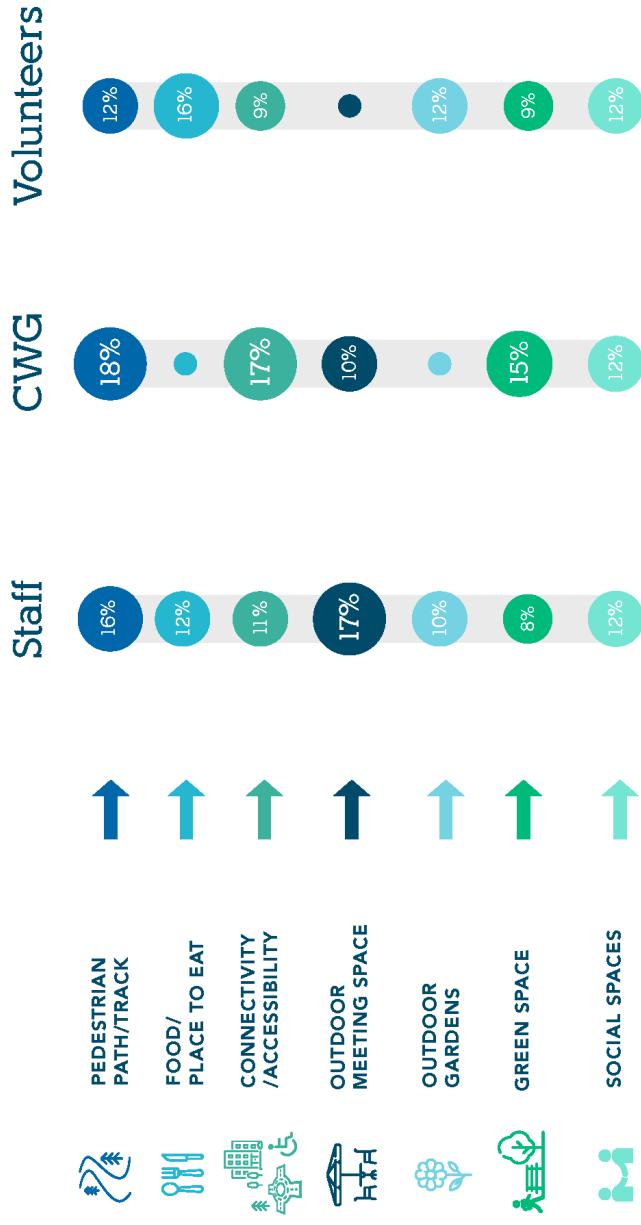 Staff
CWG
Volunteers
PEDESTRIAN
PATH/TRACK
16%
18%
12%
FOOD/
PLACE TO EAT
12%
16%
CONNECTIVITY
/ACCESSIBILITY
11%
17%
9%
OUTDOOR
MEETING SPACE
17%
10%
OUTDOOR
GARDENS
10%
12%
GREEN SPACE
8%
15%
9%
SOCIAL SPACES
12%
12%
12%